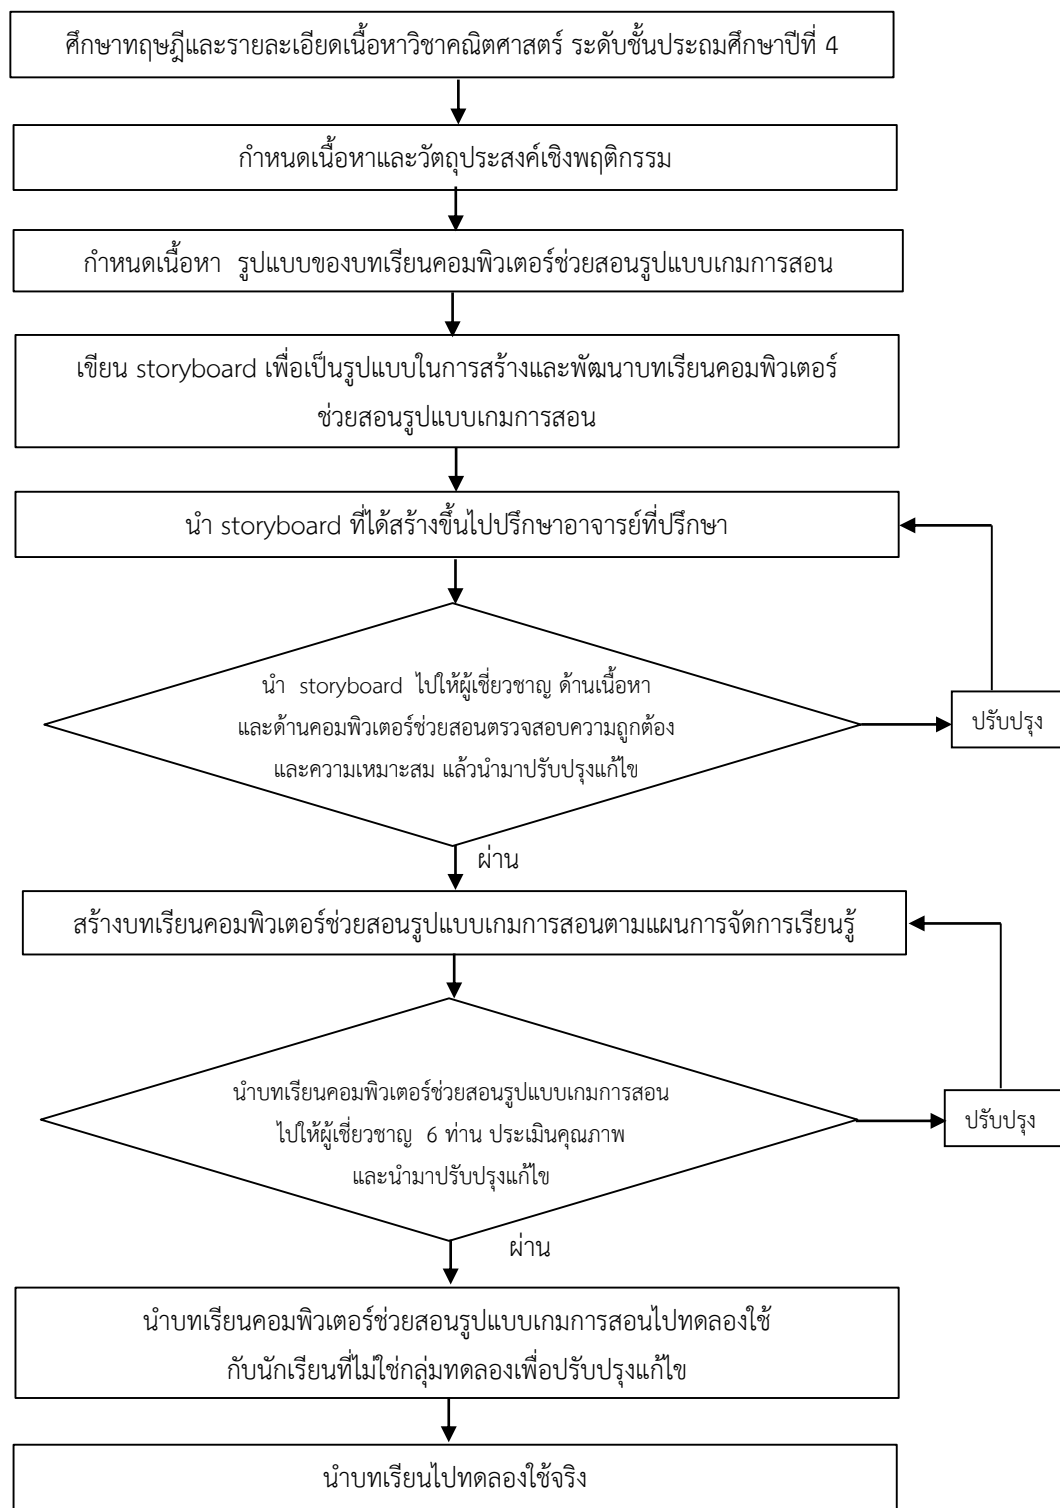 ศึกษาทฤษฎีและรายละเอียดเนื้อหาวิชาคณิตศาสตร์ ระดับชั้นประถมศึกษาปีที่ 4
กำหนดเนื้อหาและวัตถุประสงค์เชิงพฤติกรรม
กำหนดเนื้อหา รูปแบบของบทเรียนคอมพิวเตอร์ช่วยสอนรูปแบบเกมการสอน
เขียน storyboard เพื่อเป็นรูปแบบในการสร้างและพัฒนาบทเรียนคอมพิวเตอร์
ช่วยสอนรูปแบบเกมการสอน
นำ storyboard ที่ได้สร้างขึ้นไปปรึกษาอาจารย์ที่ปรึกษา
นำ storyboard ไปให้ผู้เชี่ยวชาญ ด้านเนื้อหา
และด้านคอมพิวเตอร์ช่วยสอนตรวจสอบความถูกต้อง
และความเหมาะสม แล้วนำมาปรับปรุงแก้ไข
ปรับปรุง
ผ่าน
สร้างบทเรียนคอมพิวเตอร์ช่วยสอนรูปแบบเกมการสอนตามแผนการจัดการเรียนรู้
นำบทเรียนคอมพิวเตอร์ช่วยสอนรูปแบบเกมการสอน
ไปให้ผู้เชี่ยวชาญ 6 ท่าน ประเมินคุณภาพ
และนำมาปรับปรุงแก้ไข
ปรับปรุง
ผ่าน
นำบทเรียนคอมพิวเตอร์ช่วยสอนรูปแบบเกมการสอนไปทดลองใช้
กับนักเรียนที่ไม่ใช่กลุ่มทดลองเพื่อปรับปรุงแก้ไข
นำบทเรียนไปทดลองใช้จริง